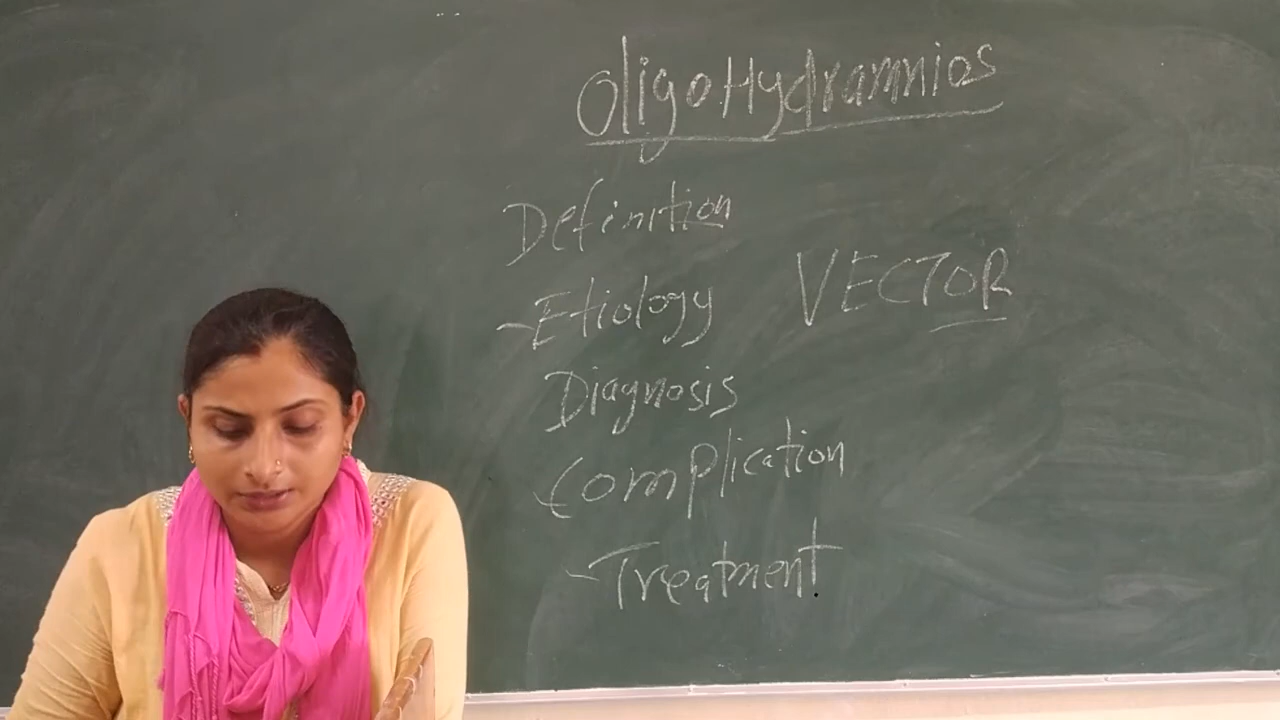 OligoHydramnios
Definition
- Etiology VECTOR
Diagnosis
Complication
- Treatment